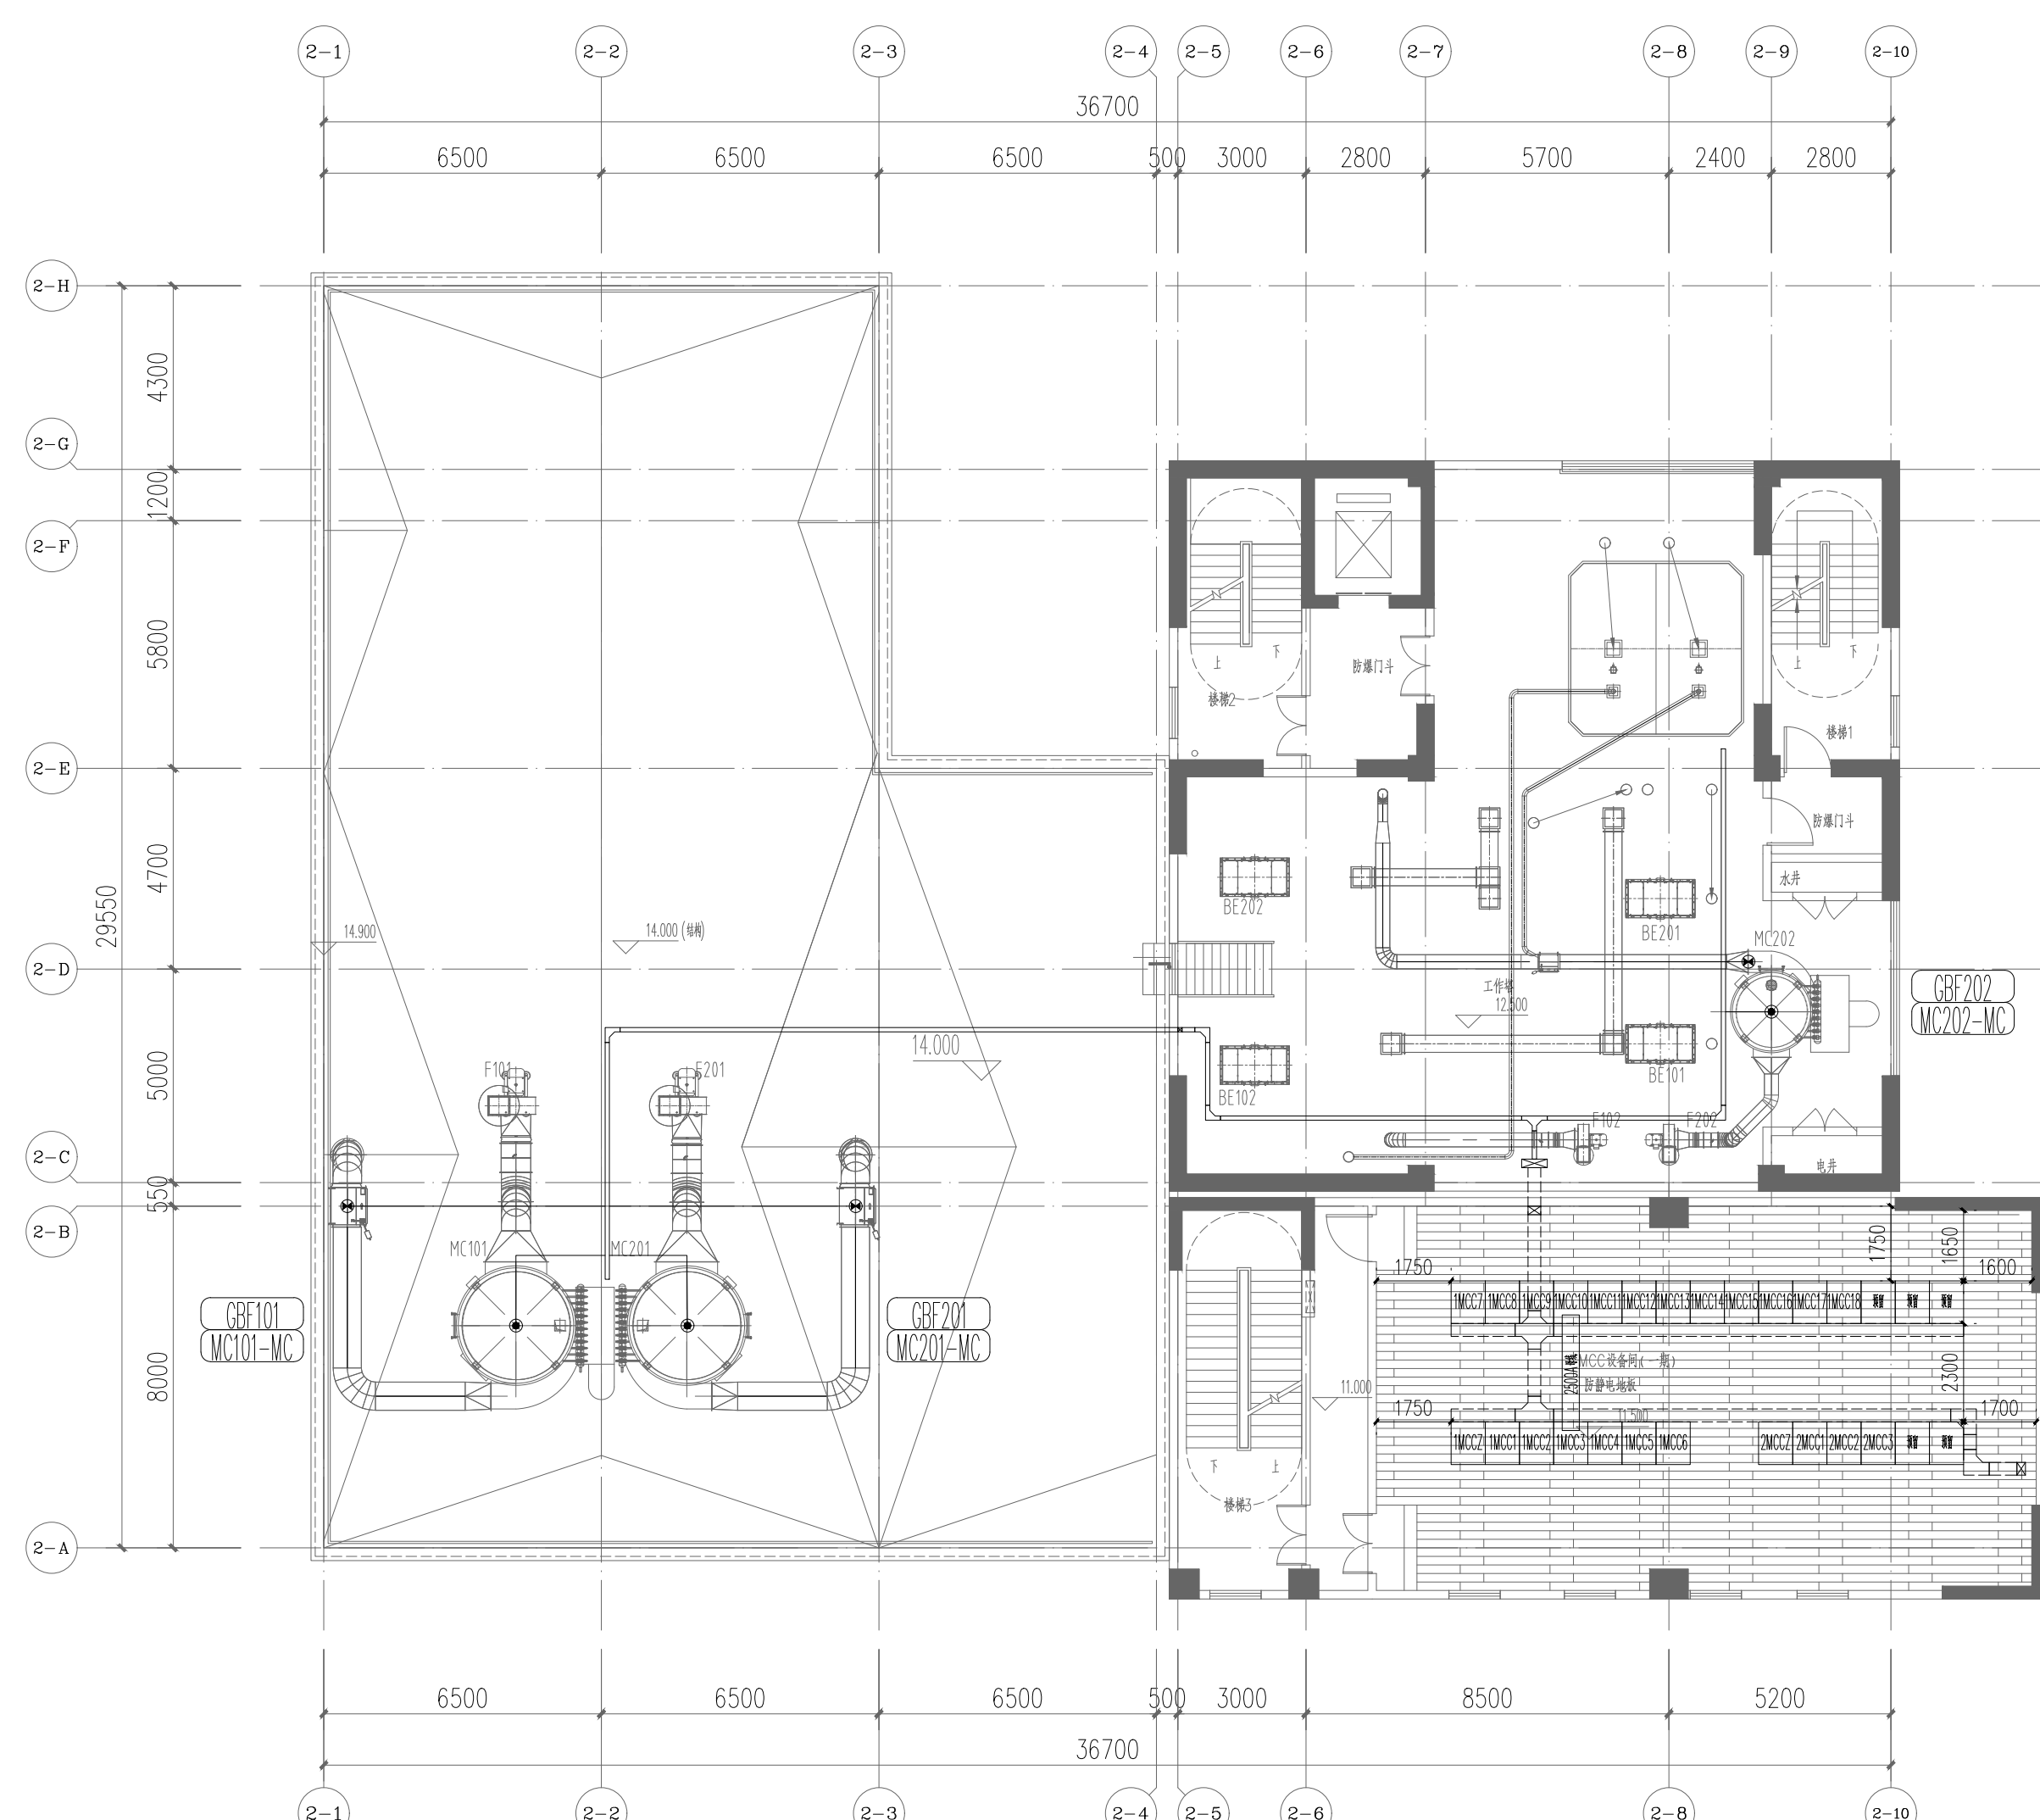 2-1 2-2 2-3 2-4 2-5 2-6 2-7 2-8 2-9 2-10
36700
6500 6500 6500 500 3000 2800 5700 2400 2800
2-H
4300
2-G
1200
2-F
5800
上 下 防爆门斗 上 下
楼梯2 楼梯1
2-E
防爆门斗
4700
29550
水井
BE202
BE201
14.900 14.000(结构) MC202
2-D
工作塔
12.500
GBF202
MC202-MC
14.000
5000
F101 F201
BE102 BE101
F102 F202
2-C
电井
550
2-B
MC101 MC201
1750 1650
1750 1600
GBF101
MC101-MC
GBF201
MC201-MC
1MCC7 1MCC8 1MCC9 1MCC10 1MCC11 1MCC12 1MCC13 1MCC14 1MCC15 1MCC16 1MCC17 1MCC18
8000
MCC设备间(一期)
防静电地板
2300
11.000
1750 11.500 1700
1MCCZ 1MCC1 1MCC2 1MCC3 1MCC4 1MCC5 1MCC6 2MCCZ 2MCC1 2MCC2 2MCC3
下 上
楼梯3
2-A
6500 6500 6500 500 3000 8500 5200
36700
2-1 2-2 2-3 2-4 2-5 2-6 2-8 2-10